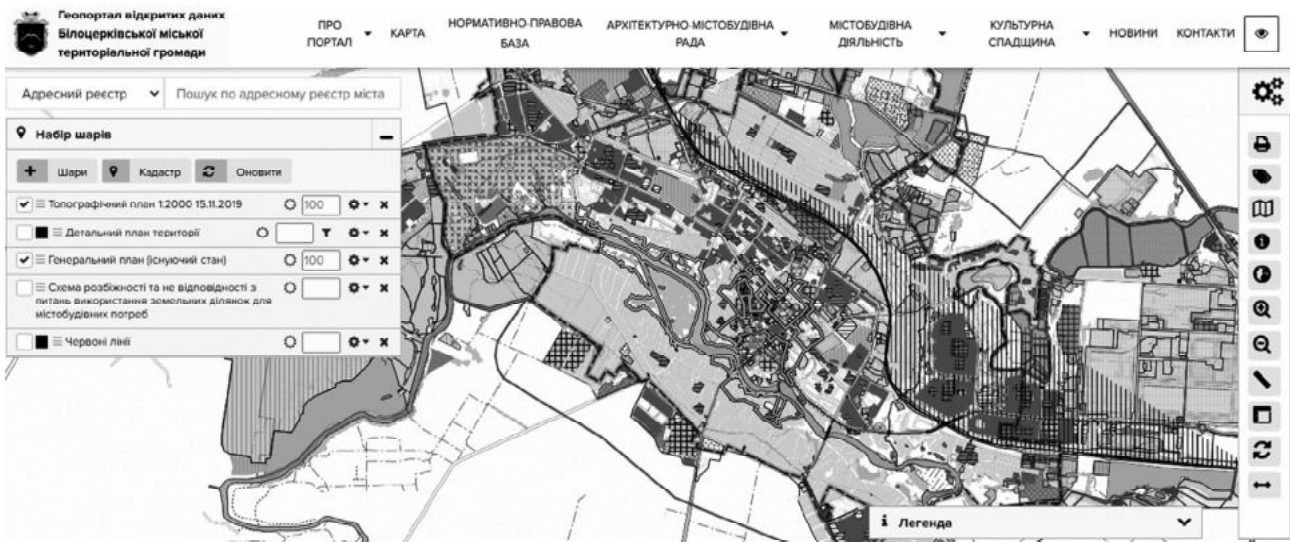 Геопортал відкритих даних
Білоцерківської міської
територіальної громади
ПРО
ПОРТАЛ
КАРТА
НОРМАТИВНО-ПРАВОВА
БАЗА
АРХІТЕКТУРНО-МІСТОБУДІВНА
РАДА
МІСТОБУДІВНА
ДІЯЛЬНІСТЬ
КУЛЬТУРНА
СПАДЩИНА
НОВИНИ
КОНТАКТИ
Адресний реєстр
Пошук по адресному реєстр міста
Набір шарів
Шари Кадастр Оновити
Топографічний план 1:2000 15.11.2019 100
Детальний план території
Генеральний план (існуючий стан) 100
Схема розбіжності та не відповідності з
питань використання земельних ділянок для
містобудівних потреб
Червоні лінії
Легенда